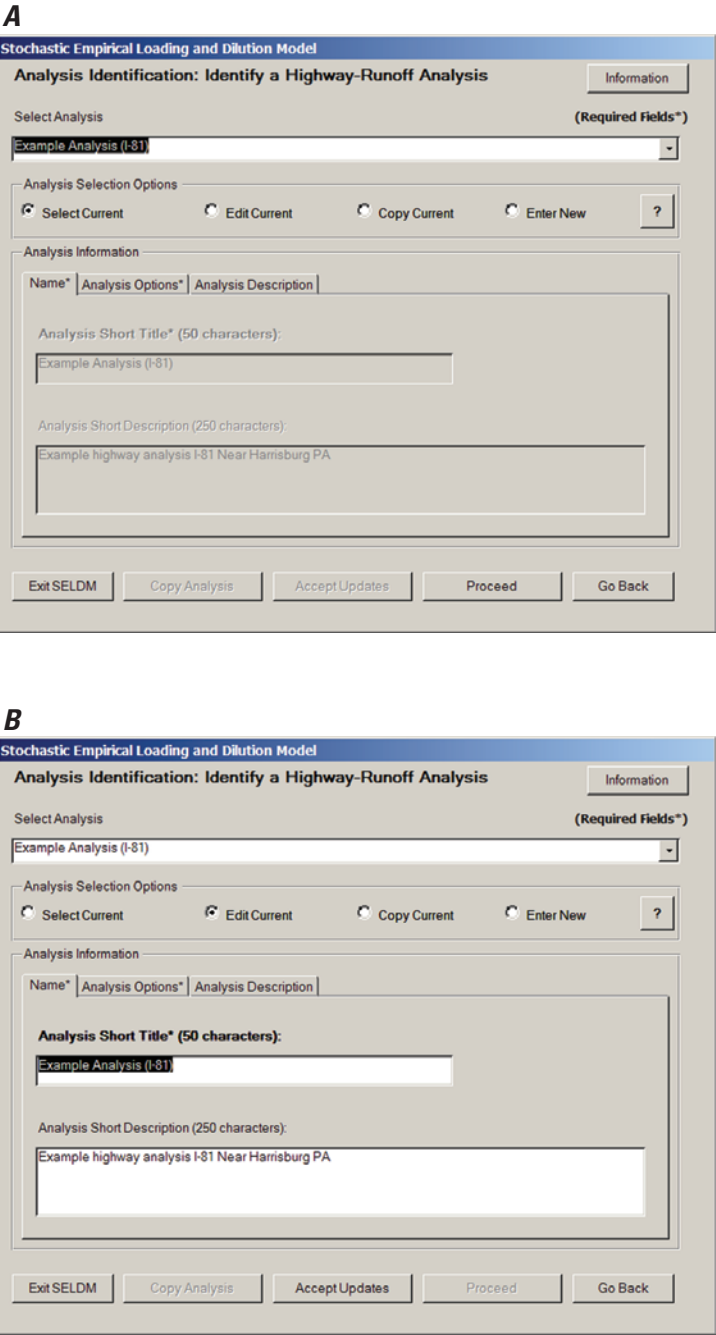 A
Stochastic Empirical Loading and Dilution Model
Analysis Identification: Identify a Highway-Runoff Analysis
Information
Select Analysis
(Required Fields*)
Example Analysis (I-81)
Analysis Selection Options
Select Current Edit Current Copy Current Enter New ?
Analysis Information
Name* Analysis Options* Analysis Description
Analysis Short Title* (50 characters):
Example Analysis (I-81)
Analysis Short Description (250 characters):
Example highway analysis I-81 Near Harrisburg PA
Exit SELDM Copy Analysis Accept Updates Proceed Go Back
B
Stochastic Empirical Loading and Dilution Model
Analysis Identification: Identify a Highway-Runoff Analysis
Information
Select Analysis
(Required Fields*)
Example Analysis (I-81)
Analysis Selection Options
Select Current Edit Current Copy Current Enter New ?
Analysis Information
Name* Analysis Options* Analysis Description
Analysis Short Title* (50 characters):
Example Analysis (I-81)
Analysis Short Description (250 characters):
Example highway analysis I-81 Near Harrisburg PA
Exit SELDM Copy Analysis Accept Updates Proceed Go Back